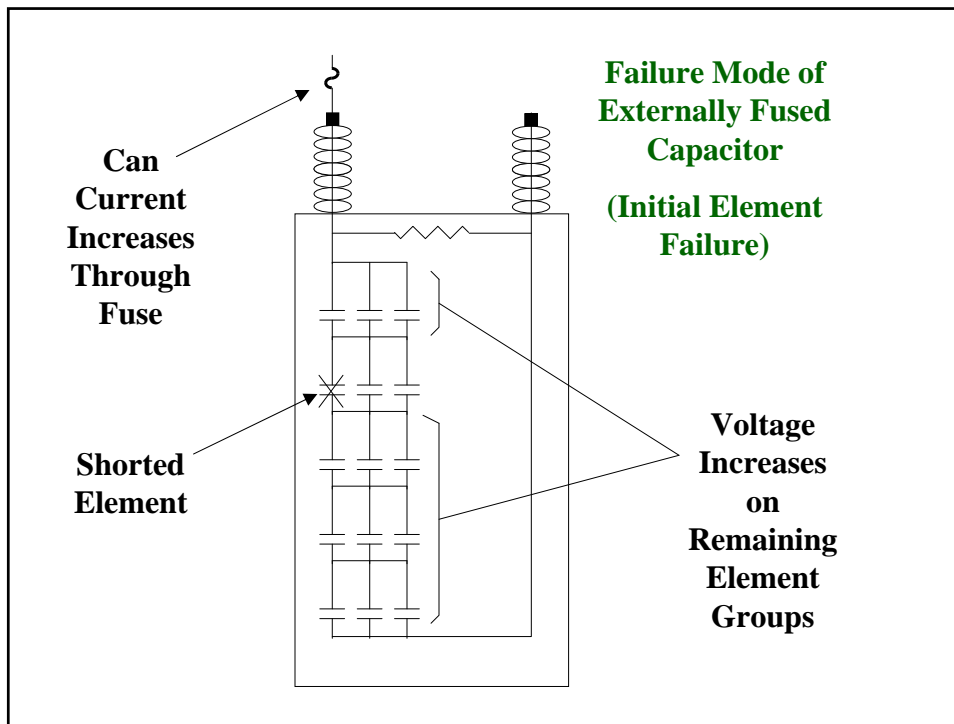 Failure Mode of
Externally Fused
Capacitor
(Initial Element
Failure)
Can
Current
Increases
Through
Fuse
Shorted
Element
Voltage
Increases
on
Remaining
Element
Groups